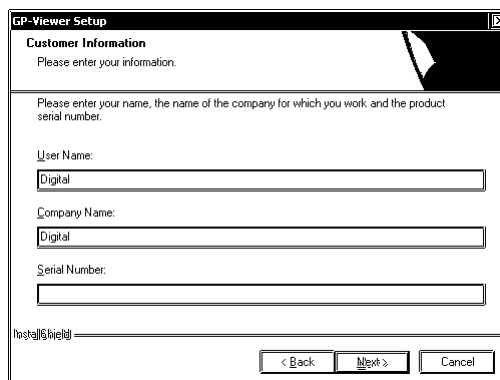 GP-Viewer Setup
Customer Information
Please enter your information.
Please enter your name, the name of the company for which you work and the product
serial number.
User Name:
Digital
Company Name:
Digital
Serial Number:
InstallShield
< Back
Next >
Cancel